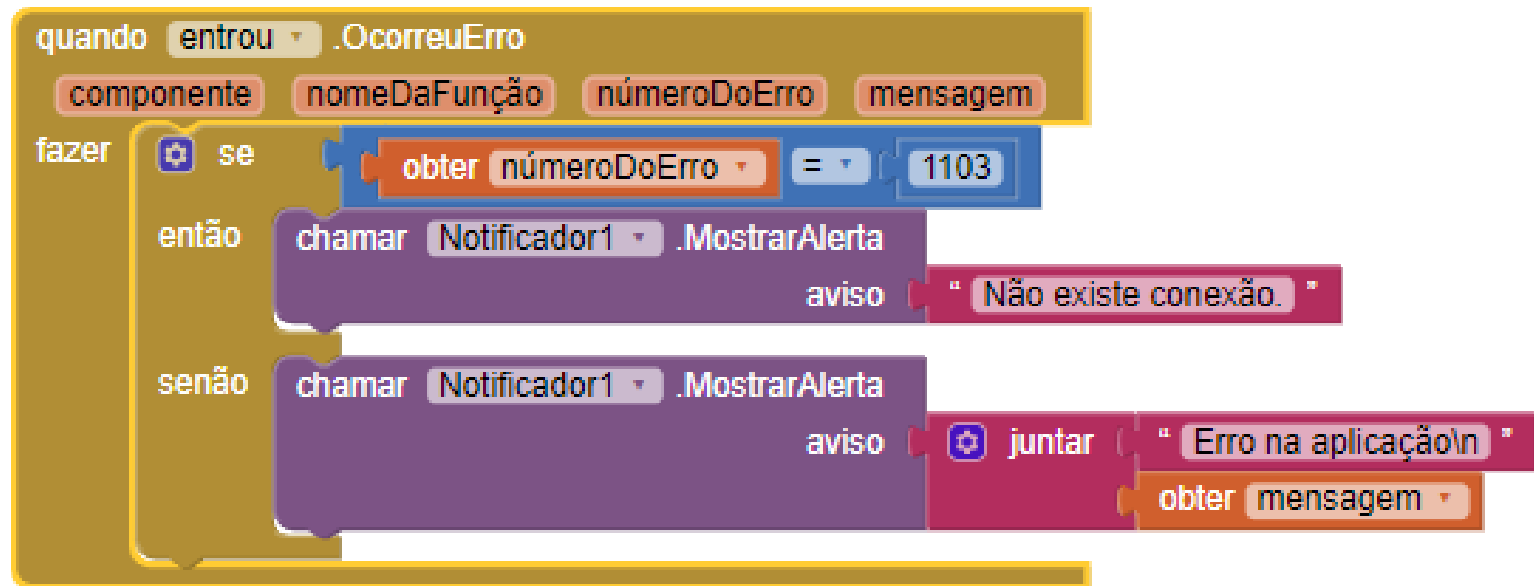 quando entrou .OcorreuErro
componente nomeDaFunção númeroDoErro mensagem
fazer se obter númeroDoErro = 1103
então chamar Notificador1 .MostrarAlerta
aviso “ Não existe conexão. ”
senão chamar Notificador1 .MostrarAlerta
aviso juntar “ Erro na aplicação\n ”
obter mensagem